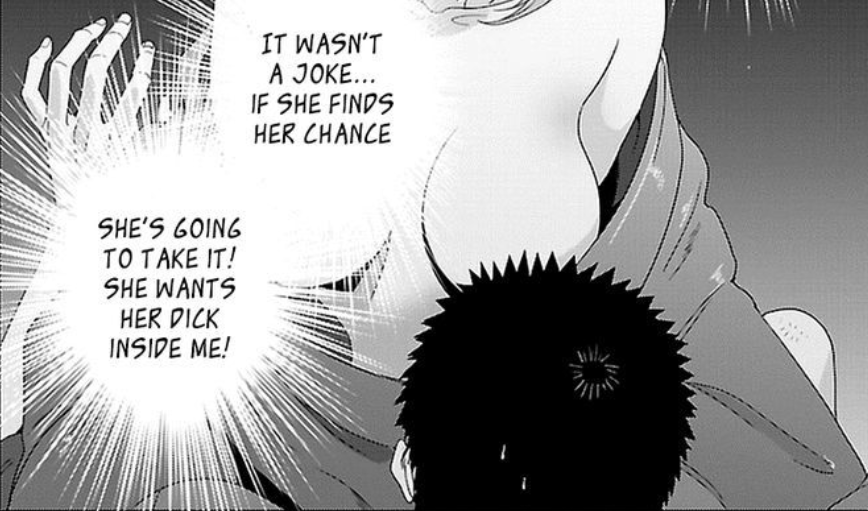 IT WASN'T
A JOKE...
IF SHE FINDS
HER CHANCE
SHE'S GOING
TO TAKE IT!
SHE WANTS
HER DICK
INSIDE ME!